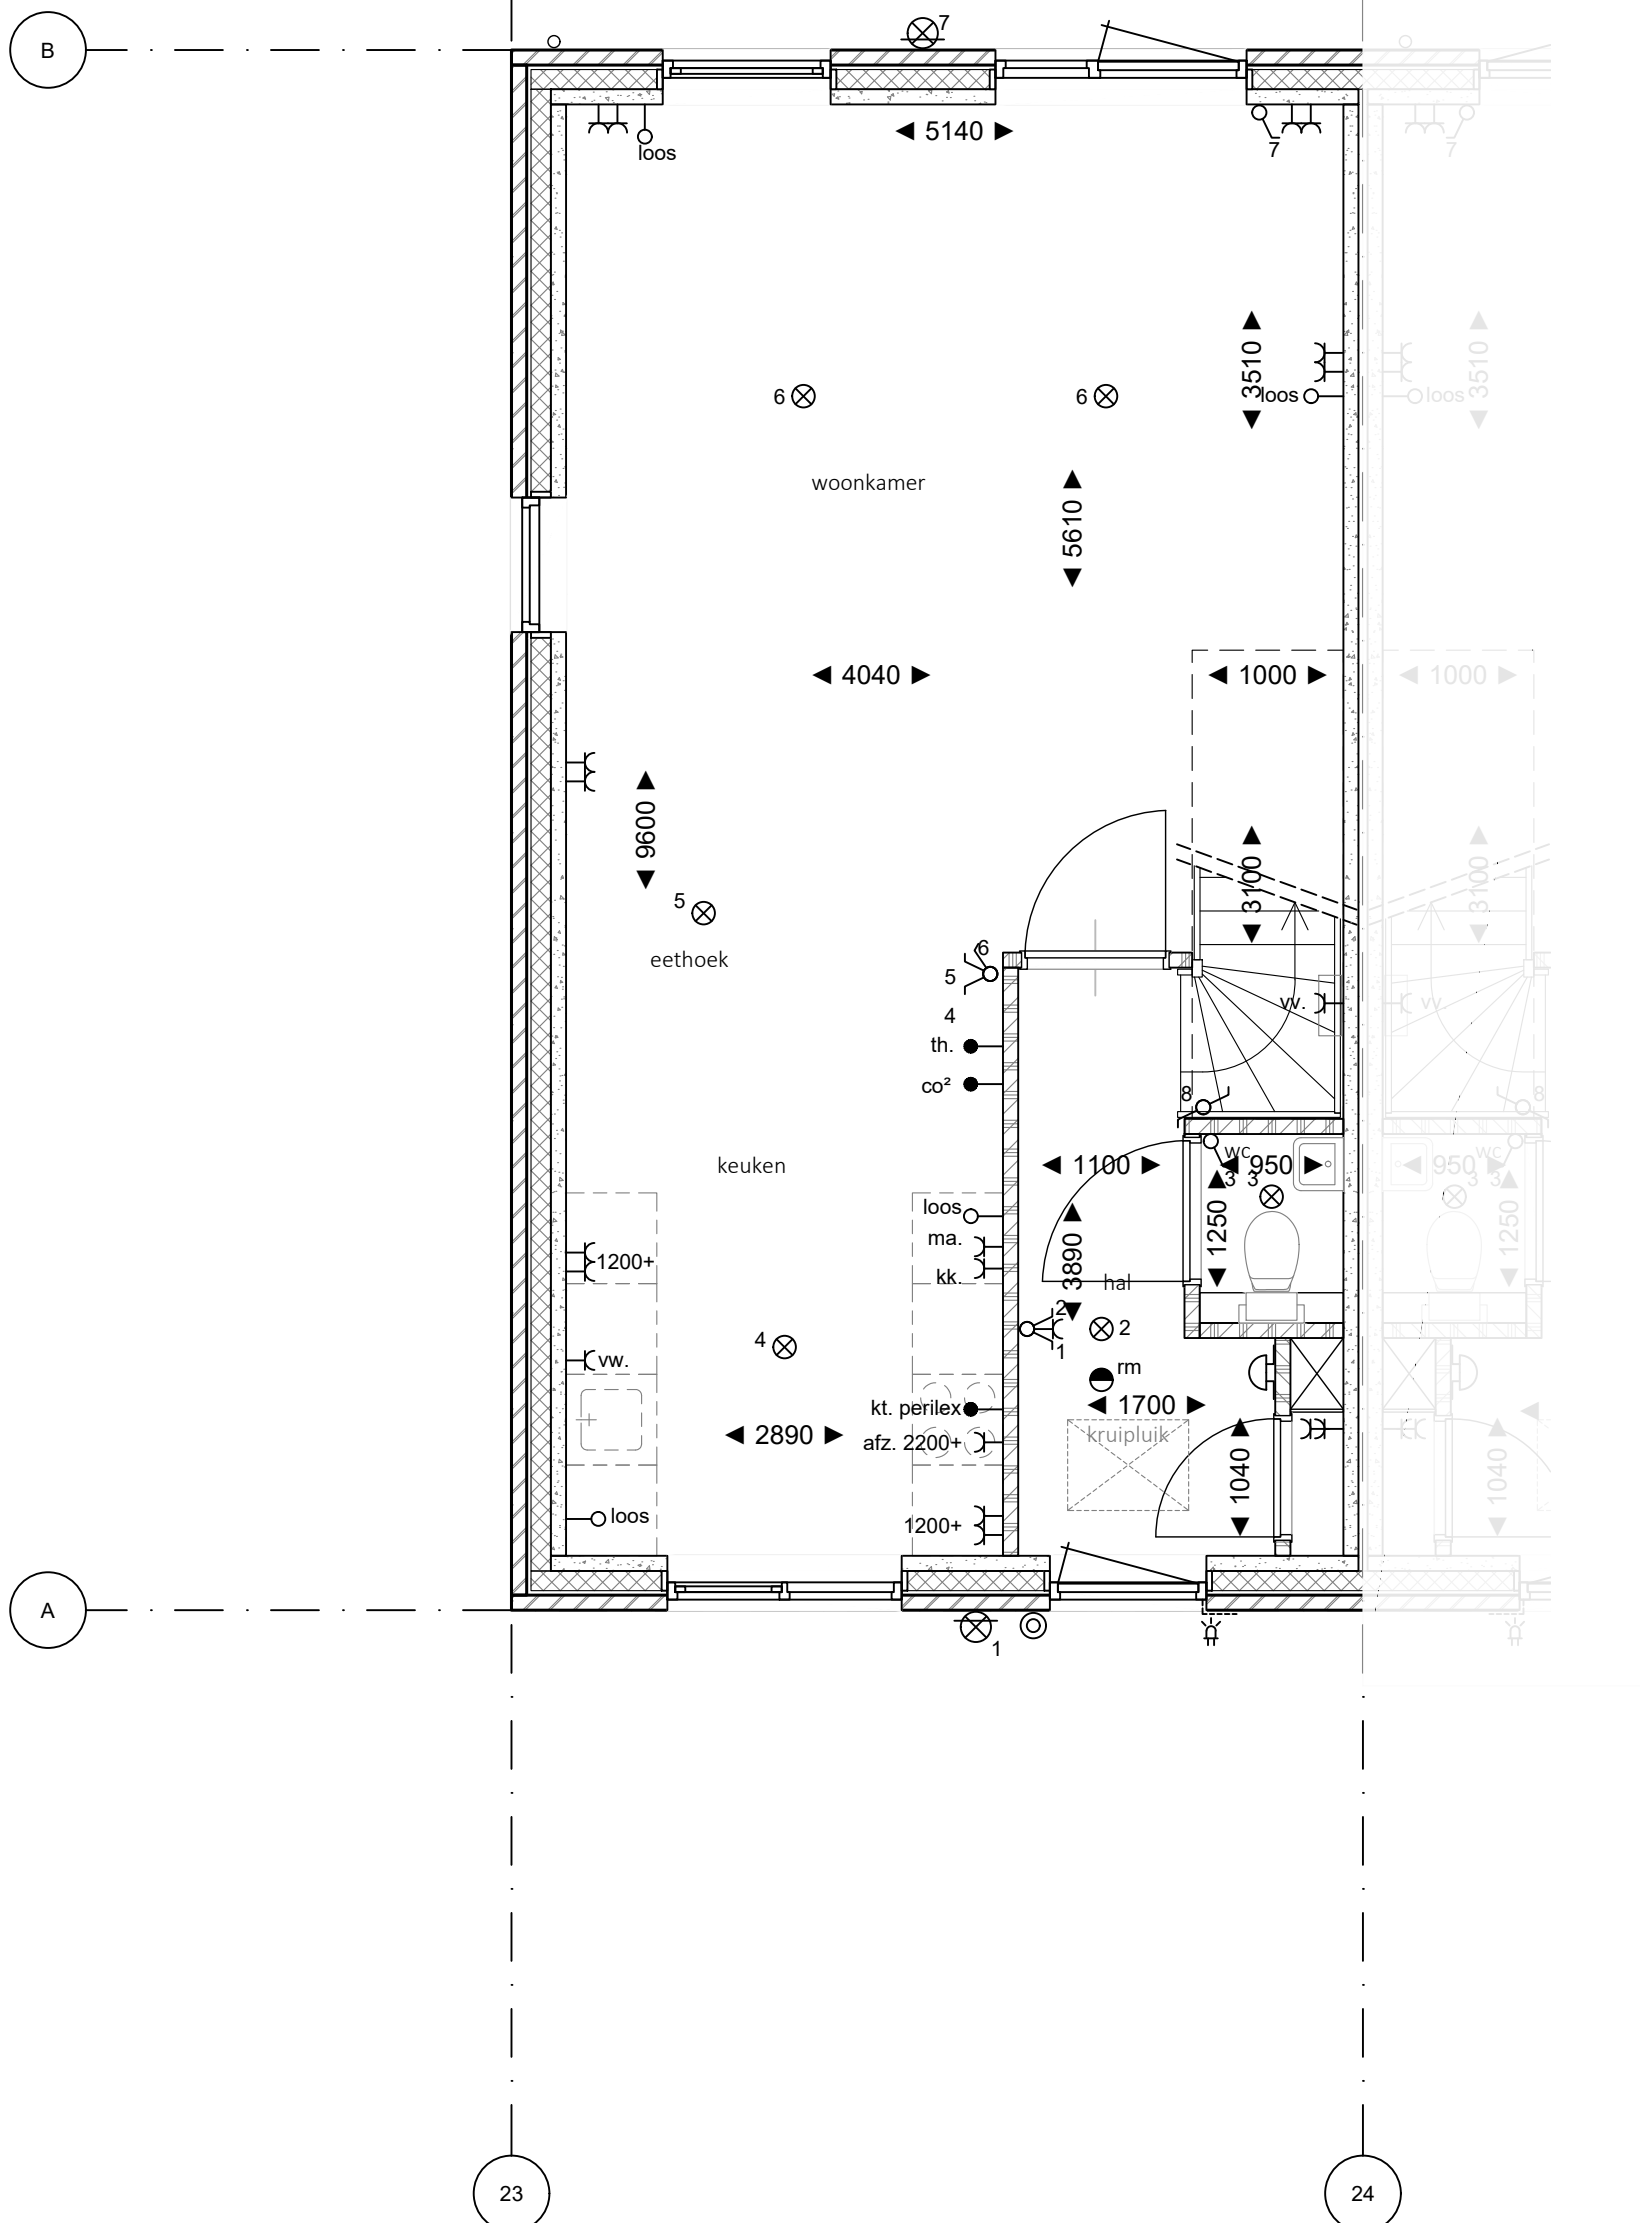 B
7
loos
5140
7
7
3510
3510
6
6
loos
loos
woonkamer
5610
4040
1000
1000
9600
3100
3100
5
eethoek
6
5
4
vv.
vv.
th.
co²
8
8
keuken
1100
wc
950
950
wc
3 3
3 3
loos
ma.
kk.
1250
1250
1200+
3890
hal
2
2
1
4
vw.
rm
kt. perilex
1700
afz. 2200+
kruipluik
2890
1040
1040
loos
1200+
A
1
23
24